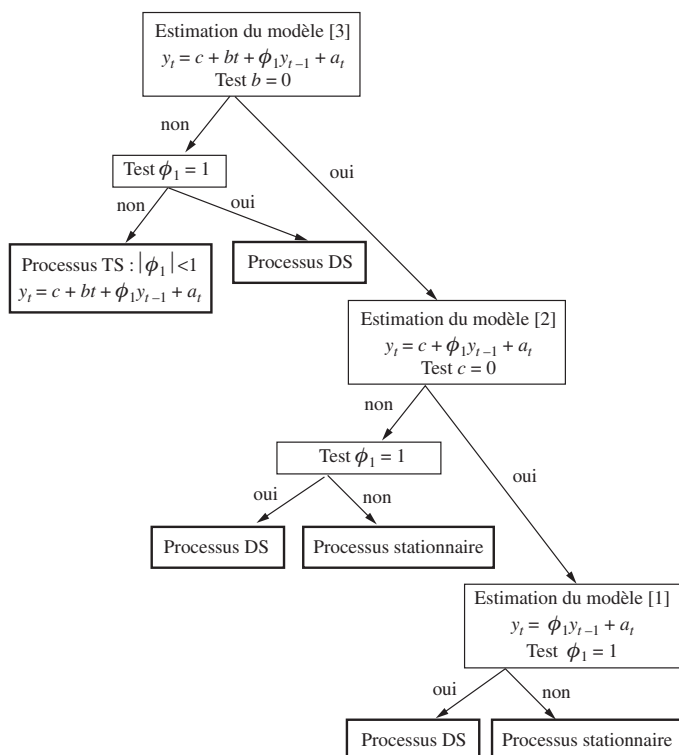 Estimation du modèle [3]
y_t = c + bt + ϕ_1 y_{t−1} + a_t
Test b = 0
non
oui
Test ϕ_1 = 1
non
oui
Processus TS : |ϕ_1| <1
y_t = c + bt + ϕ_1 y_{t−1} + a_t
Processus DS
Estimation du modèle [2]
y_t = c + ϕ_1 y_{t−1} + a_t
Test c = 0
non
oui
Test ϕ_1 = 1
oui
non
Processus DS
Processus stationnaire
Estimation du modèle [1]
y_t = ϕ_1 y_{t−1} + a_t
Test ϕ_1 = 1
oui
non
Processus DS
Processus stationnaire